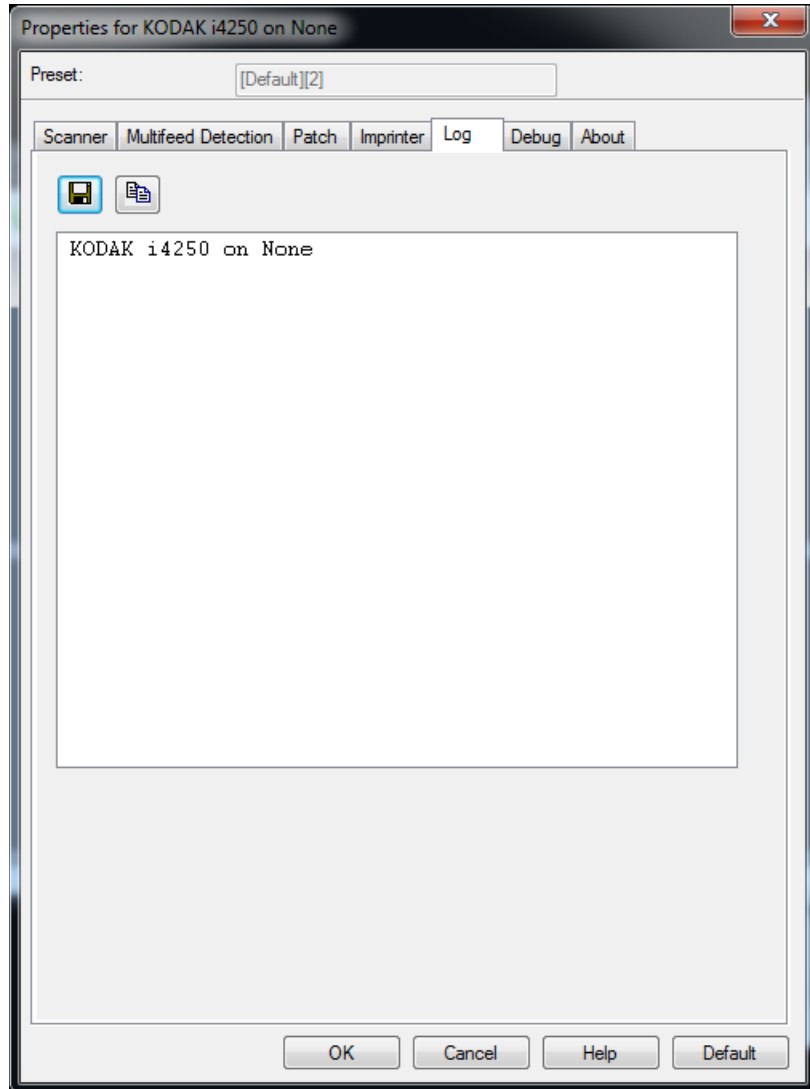 Properties for KODAK i4250 on None
Preset:
[Default][2]
Scanner Multifeed Detection Patch Imprinter Log Debug About
KODAK i4250 on None
OK Cancel Help Default